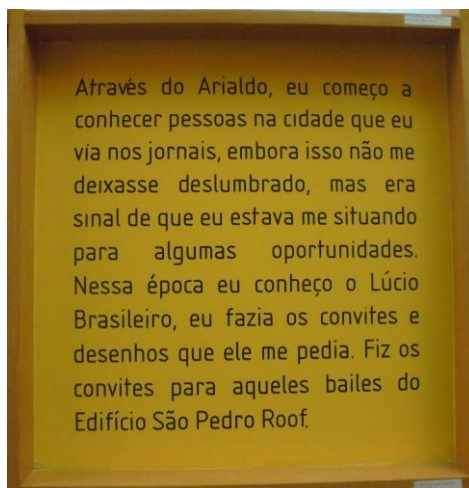 Através do Arialdo, eu começo a
conhecer pessoas na cidade que eu
via nos jornais, embora isso não me
deixasse deslumbrado, mas era
sinal de que eu estava me situando
para algumas oportunidades.
Nessa época eu conheço o Lúcio
Brasileiro, eu fazia os convites e
desenhos que ele me pedia. Fiz os
convites para aqueles bailes do
Edifício São Pedro Roof.